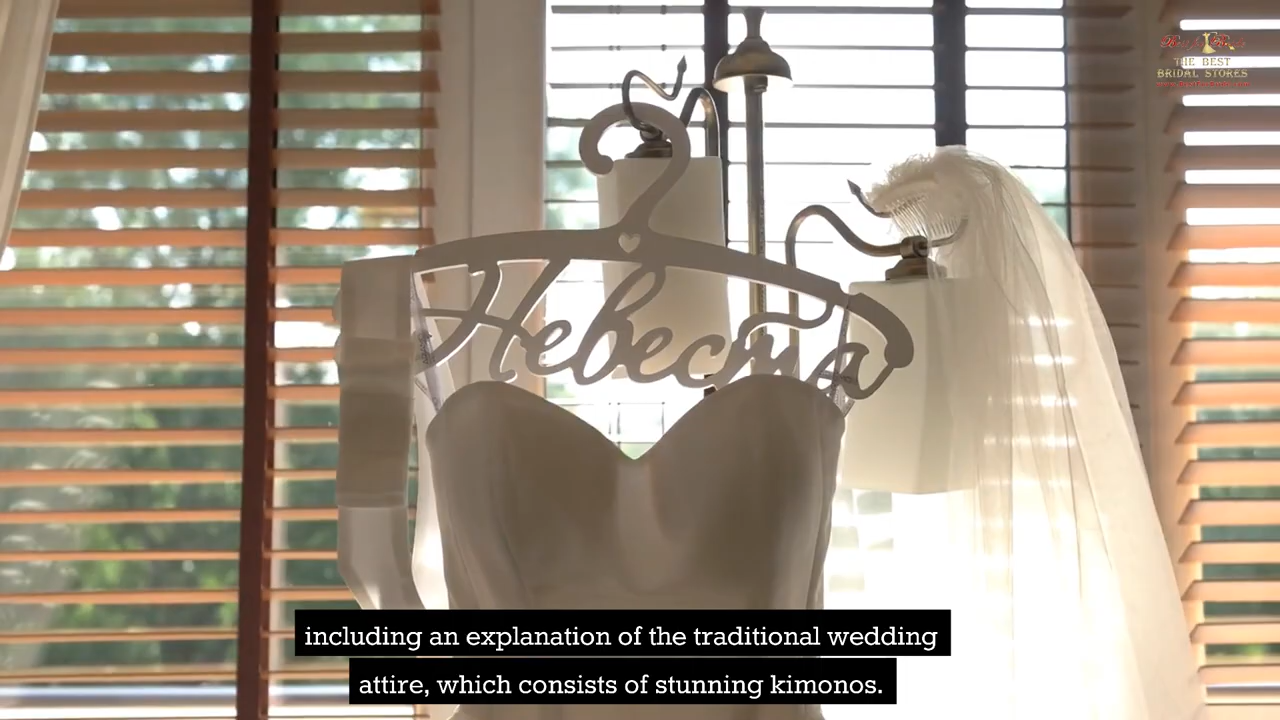 THE BEST
BRIDAL STORES
Невеста
including an explanation of the traditional wedding
attire, which consists of stunning kimonos.